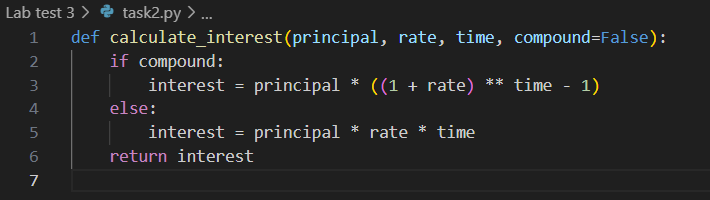 Lab test 3 > task2.py > ...
1 def calculate_interest(principal, rate, time, compound=False):
2     if compound:
3         interest = principal * ((1 + rate) ** time - 1)
4     else:
5         interest = principal * rate * time
6     return interest
7